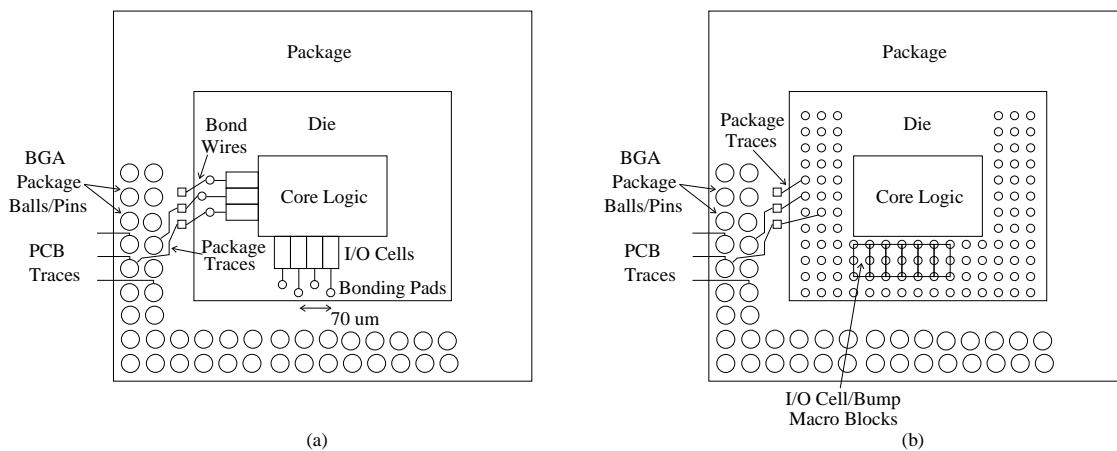 Package
Die
Bond
Wires
BGA
Package
Balls/Pins
Core Logic
PCB
Traces
Package
Traces
I/O Cells
Bonding Pads
70 um
(a)
Package
Package
Traces
Die
BGA
Package
Balls/Pins
Core Logic
PCB
Traces
I/O Cell/Bump
Macro Blocks
(b)